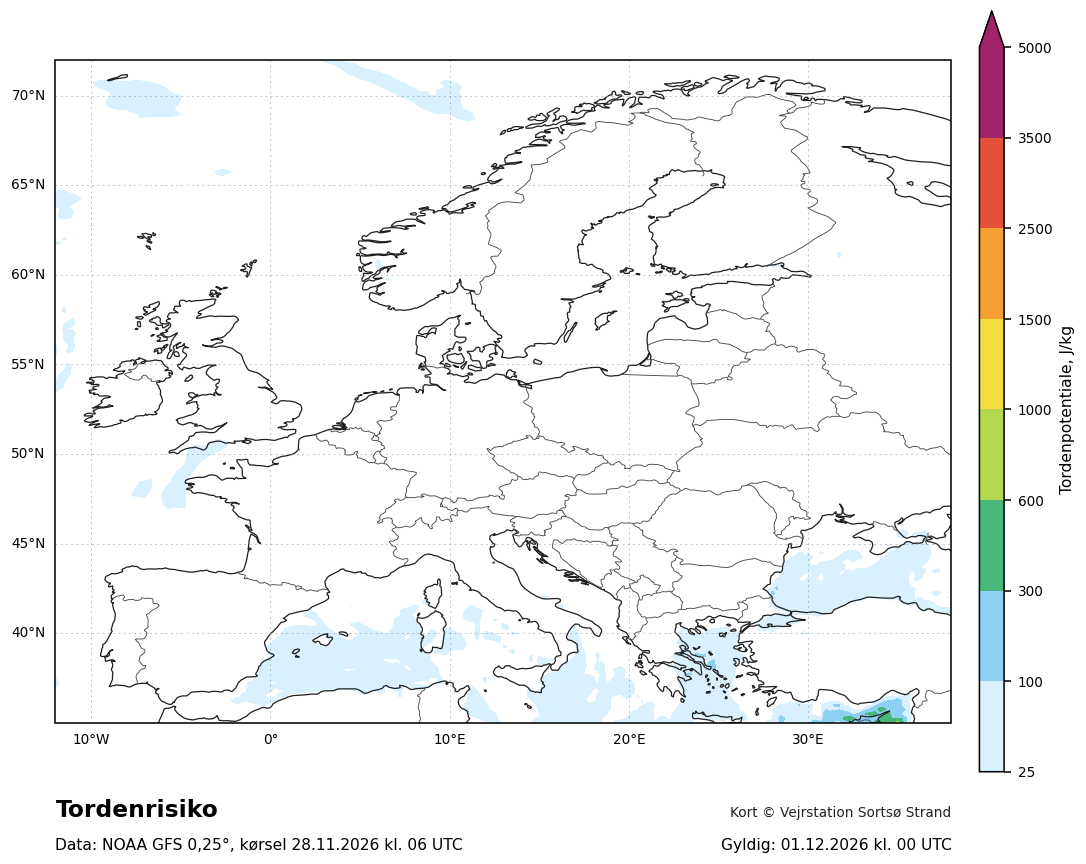 70°N
65°N
60°N
55°N
50°N
45°N
40°N
10°W
0°
10°E
20°E
30°E
5000
3500
2500
1500
1000
600
300
100
25
Tordenpotentiale, J/kg
Tordenrisiko
Kort © Vejrstation Sortsø Strand
Data: NOAA GFS 0,25°, kørsel 28.11.2026 kl. 06 UTC
Gyldig: 01.12.2026 kl. 00 UTC